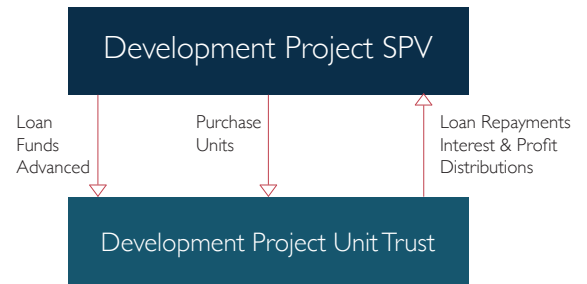 Development Project SPV
Loan
Funds
Advanced
Purchase
Units
Loan Repayments
Interest & Profit
Distributions
Development Project Unit Trust